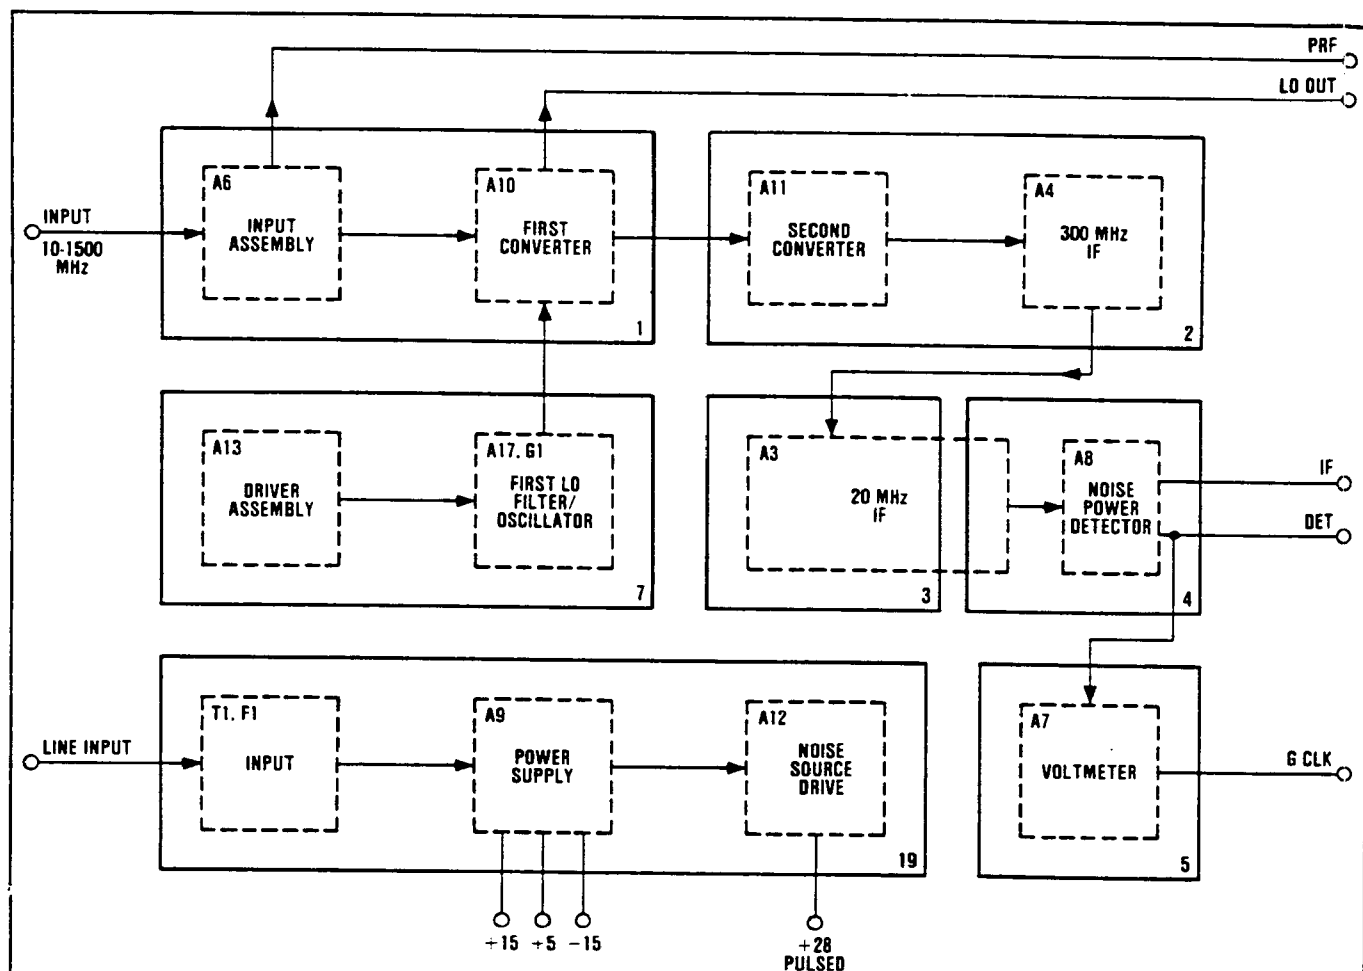 PRF
LO OUT
INPUT
10-1500
MHz
A6
INPUT
ASSEMBLY
A10
FIRST
CONVERTER
1
A11
SECOND
CONVERTER
A4
300 MHz
IF
2
A13
DRIVER
ASSEMBLY
A17, G1
FIRST LO
FILTER/
OSCILLATOR
7
A3
20 MHz
IF
3
A8
NOISE
POWER
DETECTOR
4
IF
DET
LINE INPUT
T1, F1
INPUT
A9
POWER
SUPPLY
A12
NOISE
SOURCE
DRIVE
19
A7
VOLTMETER
5
G CLK
+15
+5
-15
+28
PULSED